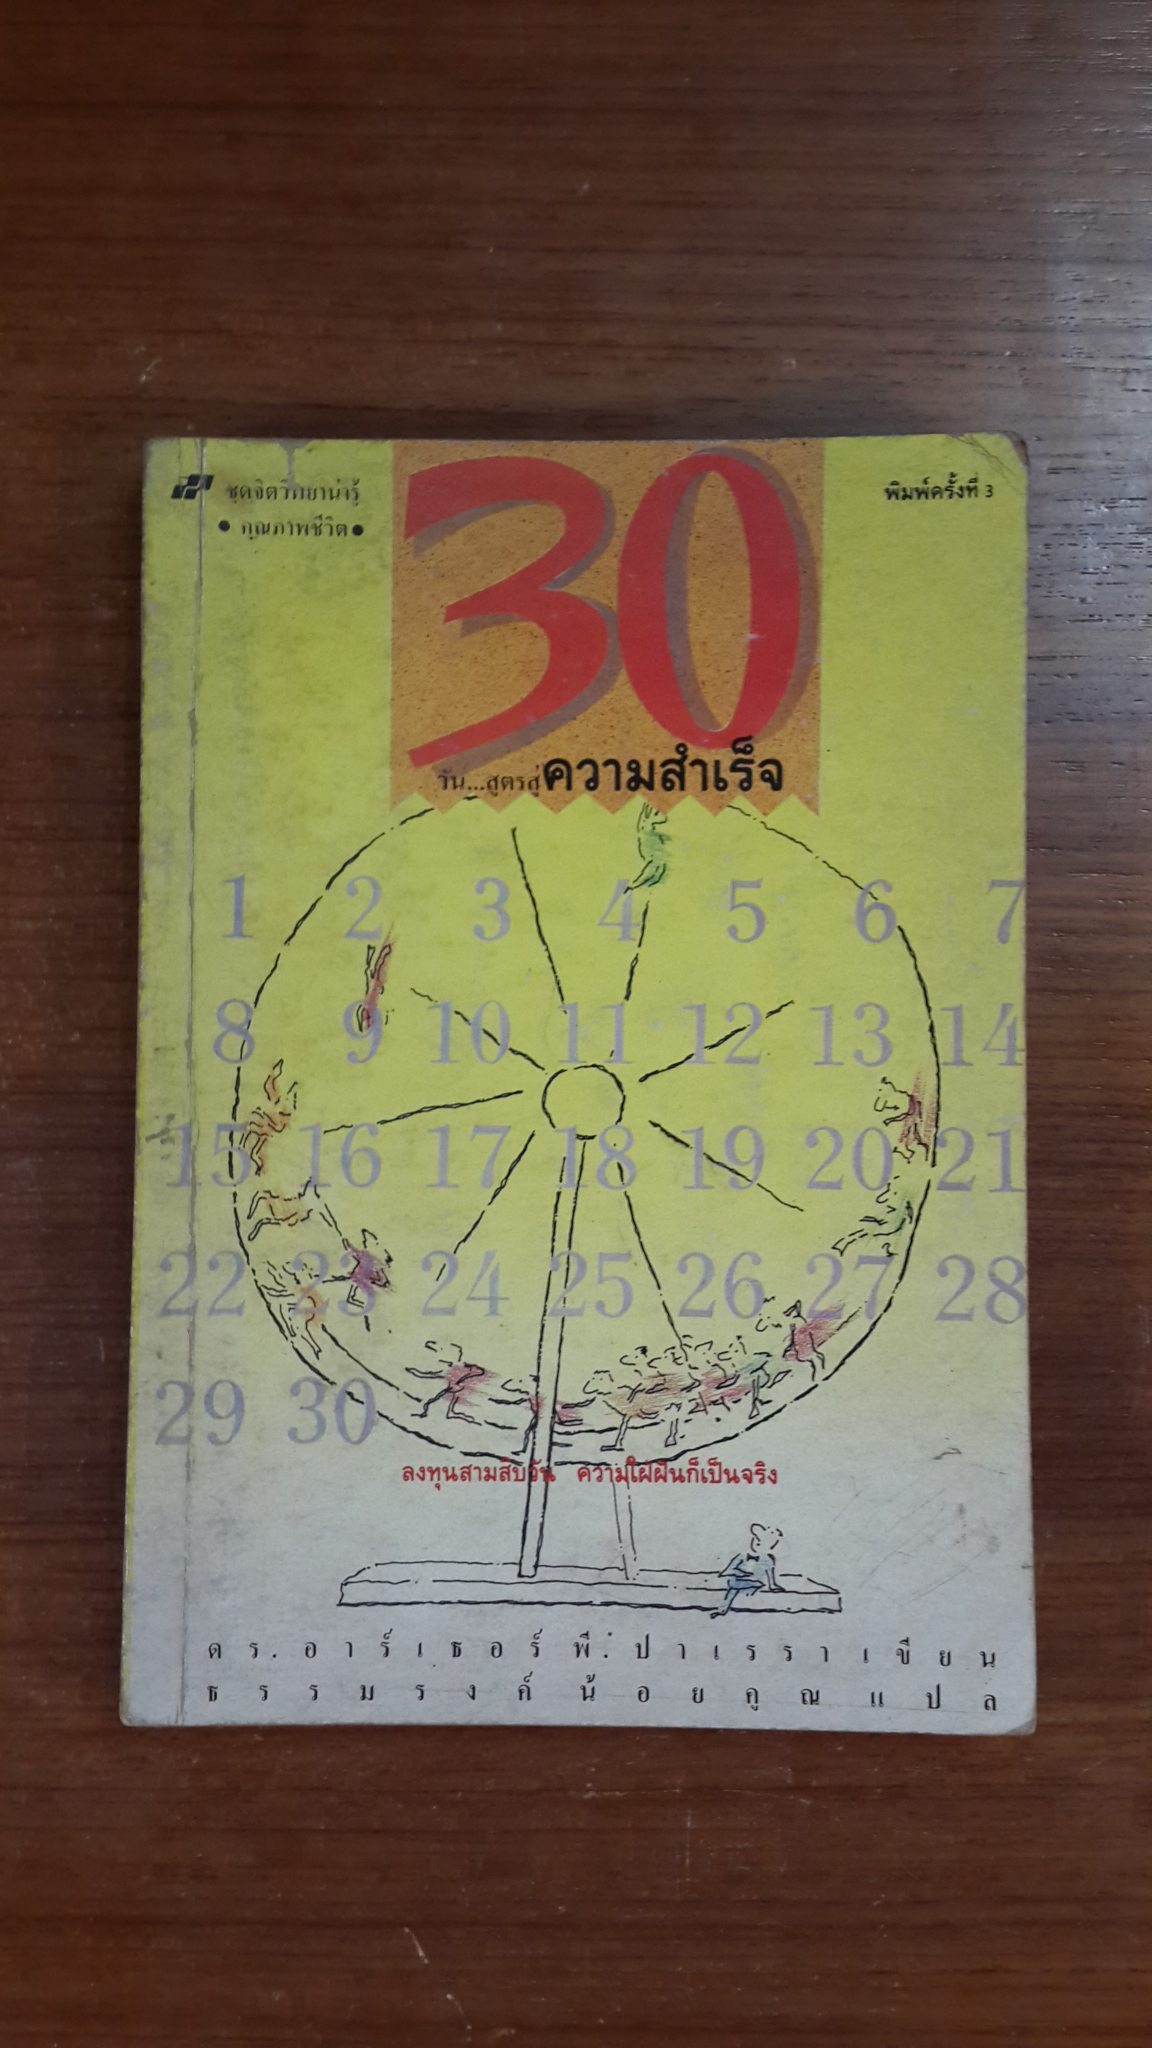 ชุดจิตวิทยาน่ารู้
• คุณภาพชีวิต •
พิมพ์ครั้งที่ 3
30
วัน...สูตรสู่ความสำเร็จ
1 2 3 4 5 6 7
8 9 10 11 12 13 14
15 16 17 18 19 20 21
22 23 24 25 26 27 28
29 30
ลงทุนสามสิบวัน ความใฝ่ฝันก็เป็นจริง
ดร.อาร์เธอร์ พี.ปาเรราเขียน
ธรรมรงค์ น้อยคูณ แปล